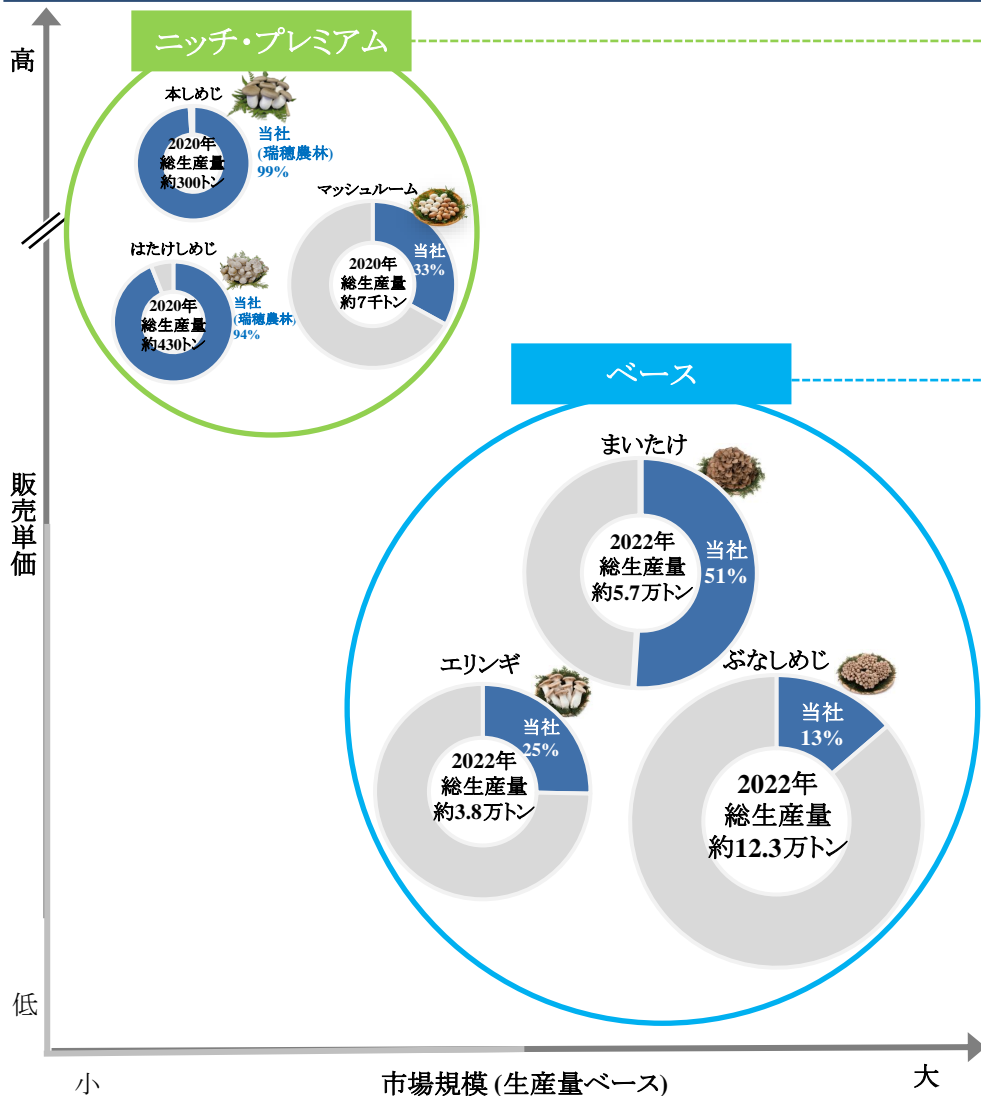 高
ニッチ・プレミアム
本しめじ
2020年
総生産量
約300トン
当社
(瑞穂農林)
99%
マッシュルーム
2020年
総生産量
約7千トン
当社
33%
はたけしめじ
2020年
総生産量
約430トン
当社
(瑞穂農林)
94%
ベース
まいたけ
2022年
総生産量
約5.7万トン
当社
51%
エリンギ
2022年
総生産量
約3.8万トン
当社
25%
ぶなしめじ
2022年
総生産量
約12.3万トン
当社
13%
販売単価
低
小
市場規模 (生産量ベース)
大